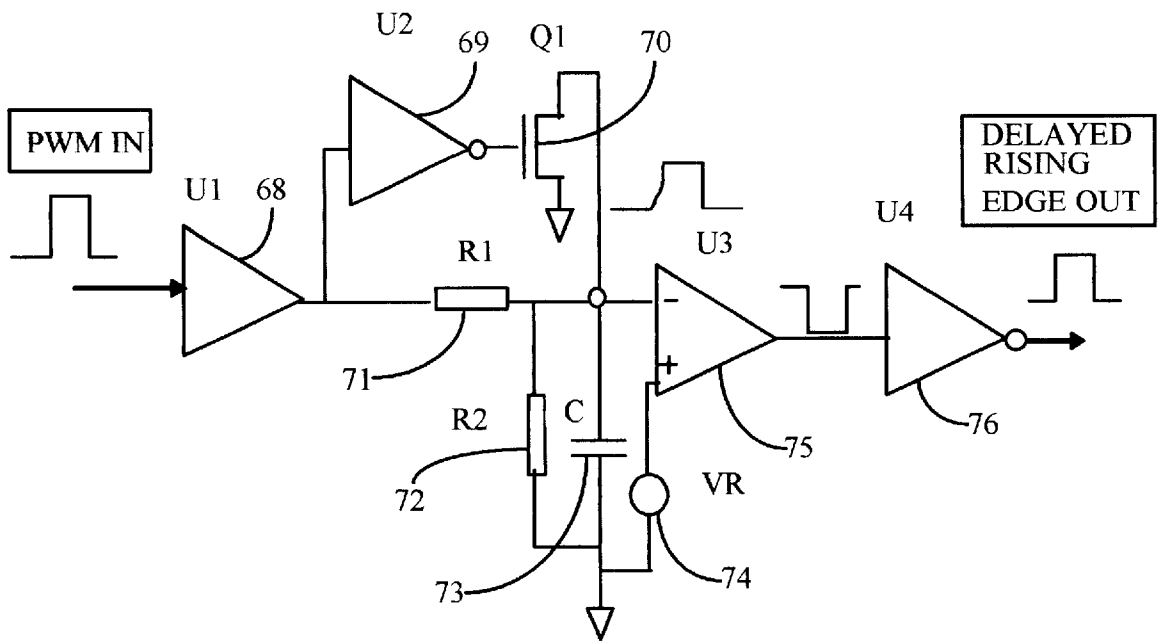 U2
69
Q1
70
PWM IN
DELAYED
RISING
EDGE OUT
U1
68
U4
U3
R1
−
+
71
R2
C
72
VR
75
76
73
74